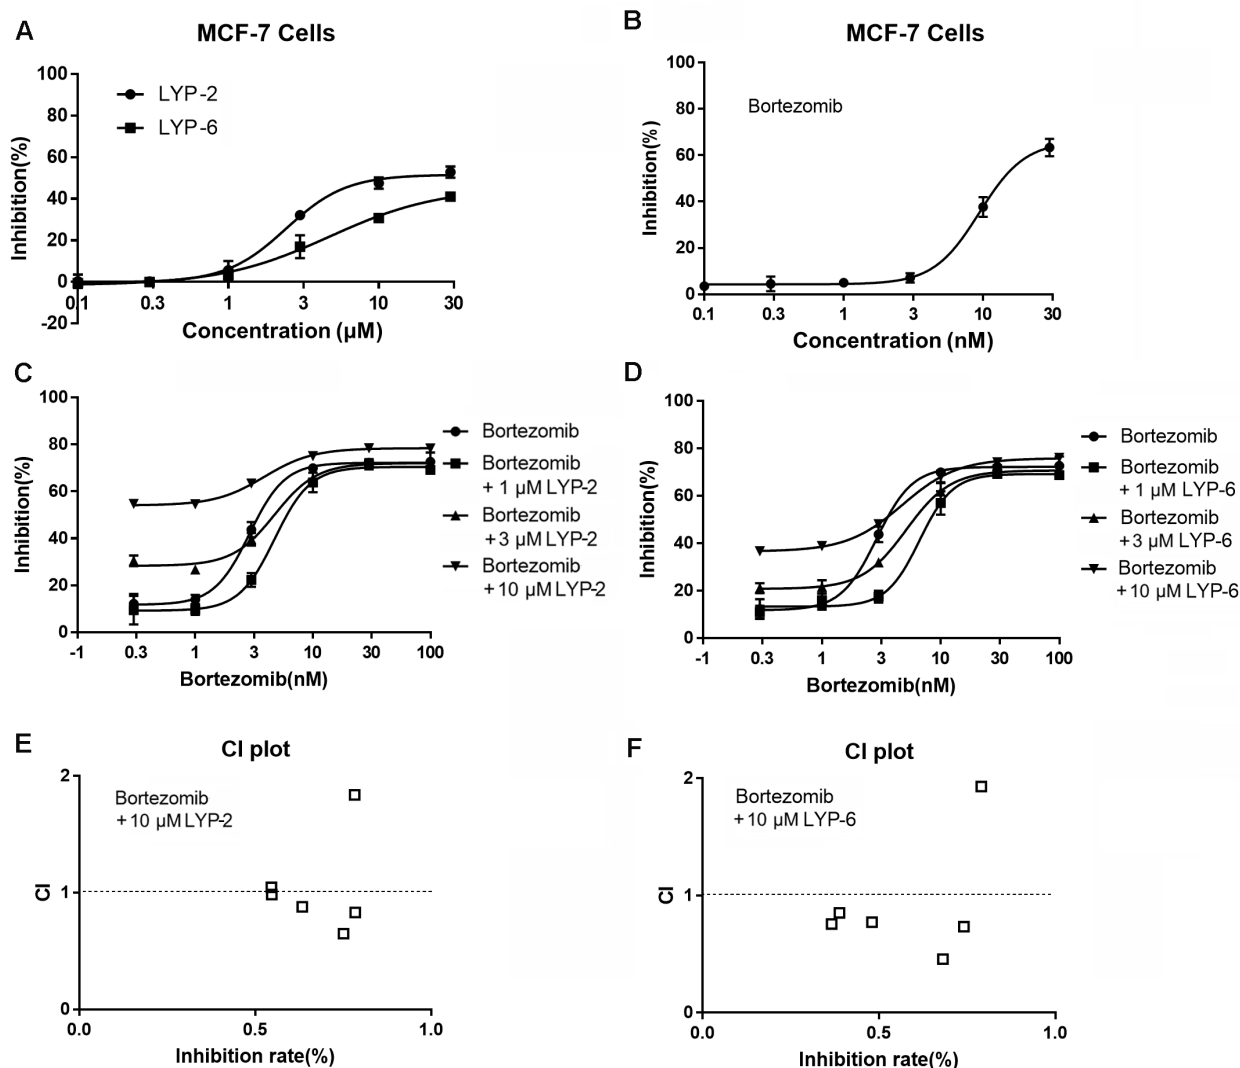 A
MCF-7 Cells
100
80
60
40
20
0
-20
Inhibition(%)
LYP-2
LYP-6
0.1
0.3
1
3
10
30
Concentration (µM)
B
MCF-7 Cells
100
80
60
40
20
0
Inhibition(%)
Bortezomib
0.1
0.3
1
3
10
30
Concentration (nM)
C
100
80
60
40
20
0
Inhibition(%)
-1
0.3
1
3
10
30
100
Bortezomib(nM)
Bortezomib
Bortezomib
+ 1 µM LYP-2
Bortezomib
+3 µM LYP-2
Bortezomib
+ 10 µM LYP-2
D
100
80
60
40
20
0
Inhibition(%)
-1
0.3
1
3
10
30
100
Bortezomib(nM)
Bortezomib
Bortezomib
+ 1 µM LYP-6
Bortezomib
+3 µM LYP-6
Bortezomib
+ 10 µM LYP-6
E
CI plot
2
1
0
CI
Bortezomib
+ 10 µM LYP-2
0.0
0.5
1.0
Inhibition rate(%)
F
CI plot
2
1
0
CI
Bortezomib
+ 10 µM LYP-6
0.0
0.5
1.0
Inhibition rate(%)